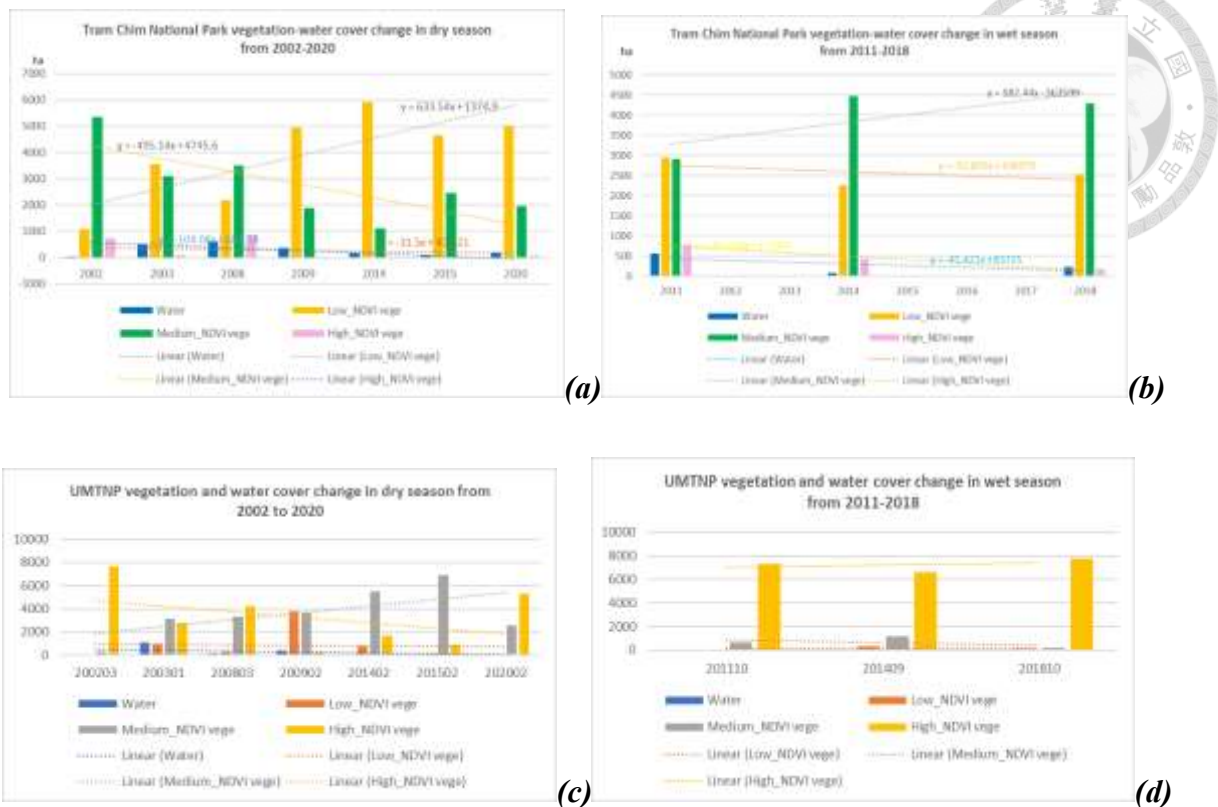 Tram Chim National Park vegetation-water cover change in dry season
from 2002-2020
ha
7000
6000
5000
4000
3000
2000
1000
0
-1000
y = 633.54x + 1374.9
y = -495.14x + 4745.6
2002 2003 2008 2009 2014 2015 2020
Water Low_NDVI vege
Medium_NDVI vege High_NDVI vege
Linear (Water) Linear (Low_NDVI vege)
Linear (Medium_NDVI vege) Linear (High_NDVI vege)
(a)
Tram Chim National Park vegetation-water cover change in wet season
from 2011-2018
ha
5000
4500
4000
3500
3000
2500
2000
1500
1000
500
0
2011 2012 2013 2014 2015 2016 2017 2018
Water Low_NDVI vege
Medium_NDVI vege High_NDVI vege
Linear (Water) Linear (Low_NDVI vege)
Linear (Medium_NDVI vege) Linear (High_NDVI vege)
(b)
UMTNP vegetation and water cover change in dry season from
2002 to 2020
10000
8000
6000
4000
2000
0
200203 200301 200803 200902 201402 201502 202002
Water Low_NDVI vege
Medium_NDVI vege High_NDVI vege
Linear (Water) Linear (Low_NDVI vege)
Linear (Medium_NDVI vege) Linear (High_NDVI vege)
(c)
UMTNP vegetation and water cover change in wet season
from 2011-2018
10000
8000
6000
4000
2000
0
201110 201409 201810
Water Low_NDVI vege
Medium_NDVI vege High_NDVI vege
Linear (Low_NDVI vege) Linear (Medium_NDVI vege)
Linear (High_NDVI vege)
(d)